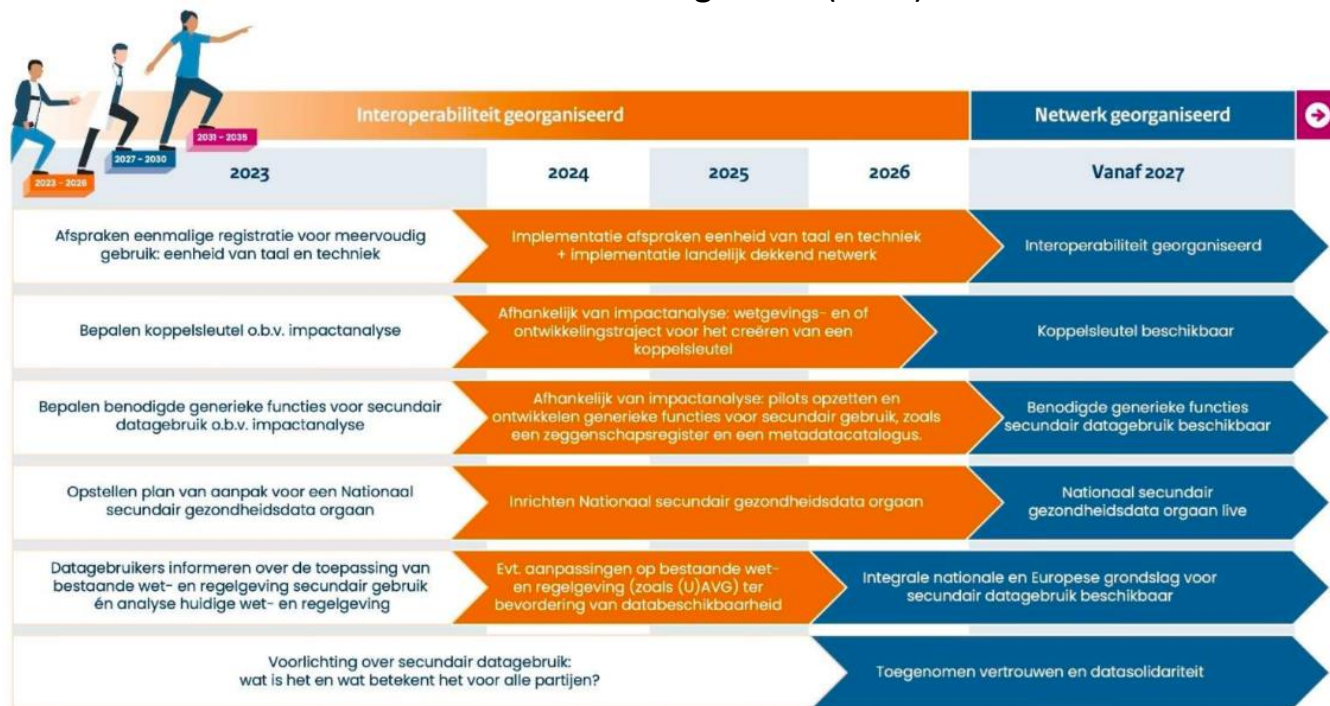 Interoperabiliteit georganiseerd
Netwerk georganiseerd
2031 - 2035
2027 - 2030
2023 - 2026
2023
2024
2025
2026
Vanaf 2027
Afspraken eenmalige registratie voor meervoudig
gebruik: eenheid van taal en techniek
Implementatie afspraken eenheid van taal en techniek
+ implementatie landelijk dekkend netwerk
Interoperabiliteit georganiseerd
Bepalen koppelsleutel o.b.v. impactanalyse
Afhankelijk van impactanalyse: wetgevings- en of
ontwikkelingstraject voor het creëren van een
koppelsleutel
Koppelsleutel beschikbaar
Bepalen benodigde generieke functies voor secundair
datagebruik o.b.v. impactanalyse
Afhankelijk van impactanalyse: pilots opzetten en
ontwikkelen generieke functies voor secundair gebruik, zoals
een zeggenschapsregister en een metadatacatalogus.
Benodigde generieke functies
secundair datagebruik beschikbaar
Opstellen plan van aanpak voor een Nationaal
secundair gezondheidsdata orgaan
Inrichten Nationaal secundair gezondheidsdata orgaan
Nationaal secundair
gezondheidsdata orgaan live
Datagebruikers informeren over de toepassing van
bestaande wet- en regelgeving secundair gebruik
én analyse huidige wet- en regelgeving
Evt. aanpassingen op bestaande wet-
en regelgeving (zoals (U)AVG) ter
bevordering van databeschikbaarheid
Integrale nationale en Europese grondslag voor
secundair datagebruik beschikbaar
Voorlichting over secundair datagebruik:
wat is het en wat betekent het voor alle partijen?
Toegenomen vertrouwen en datasolidariteit